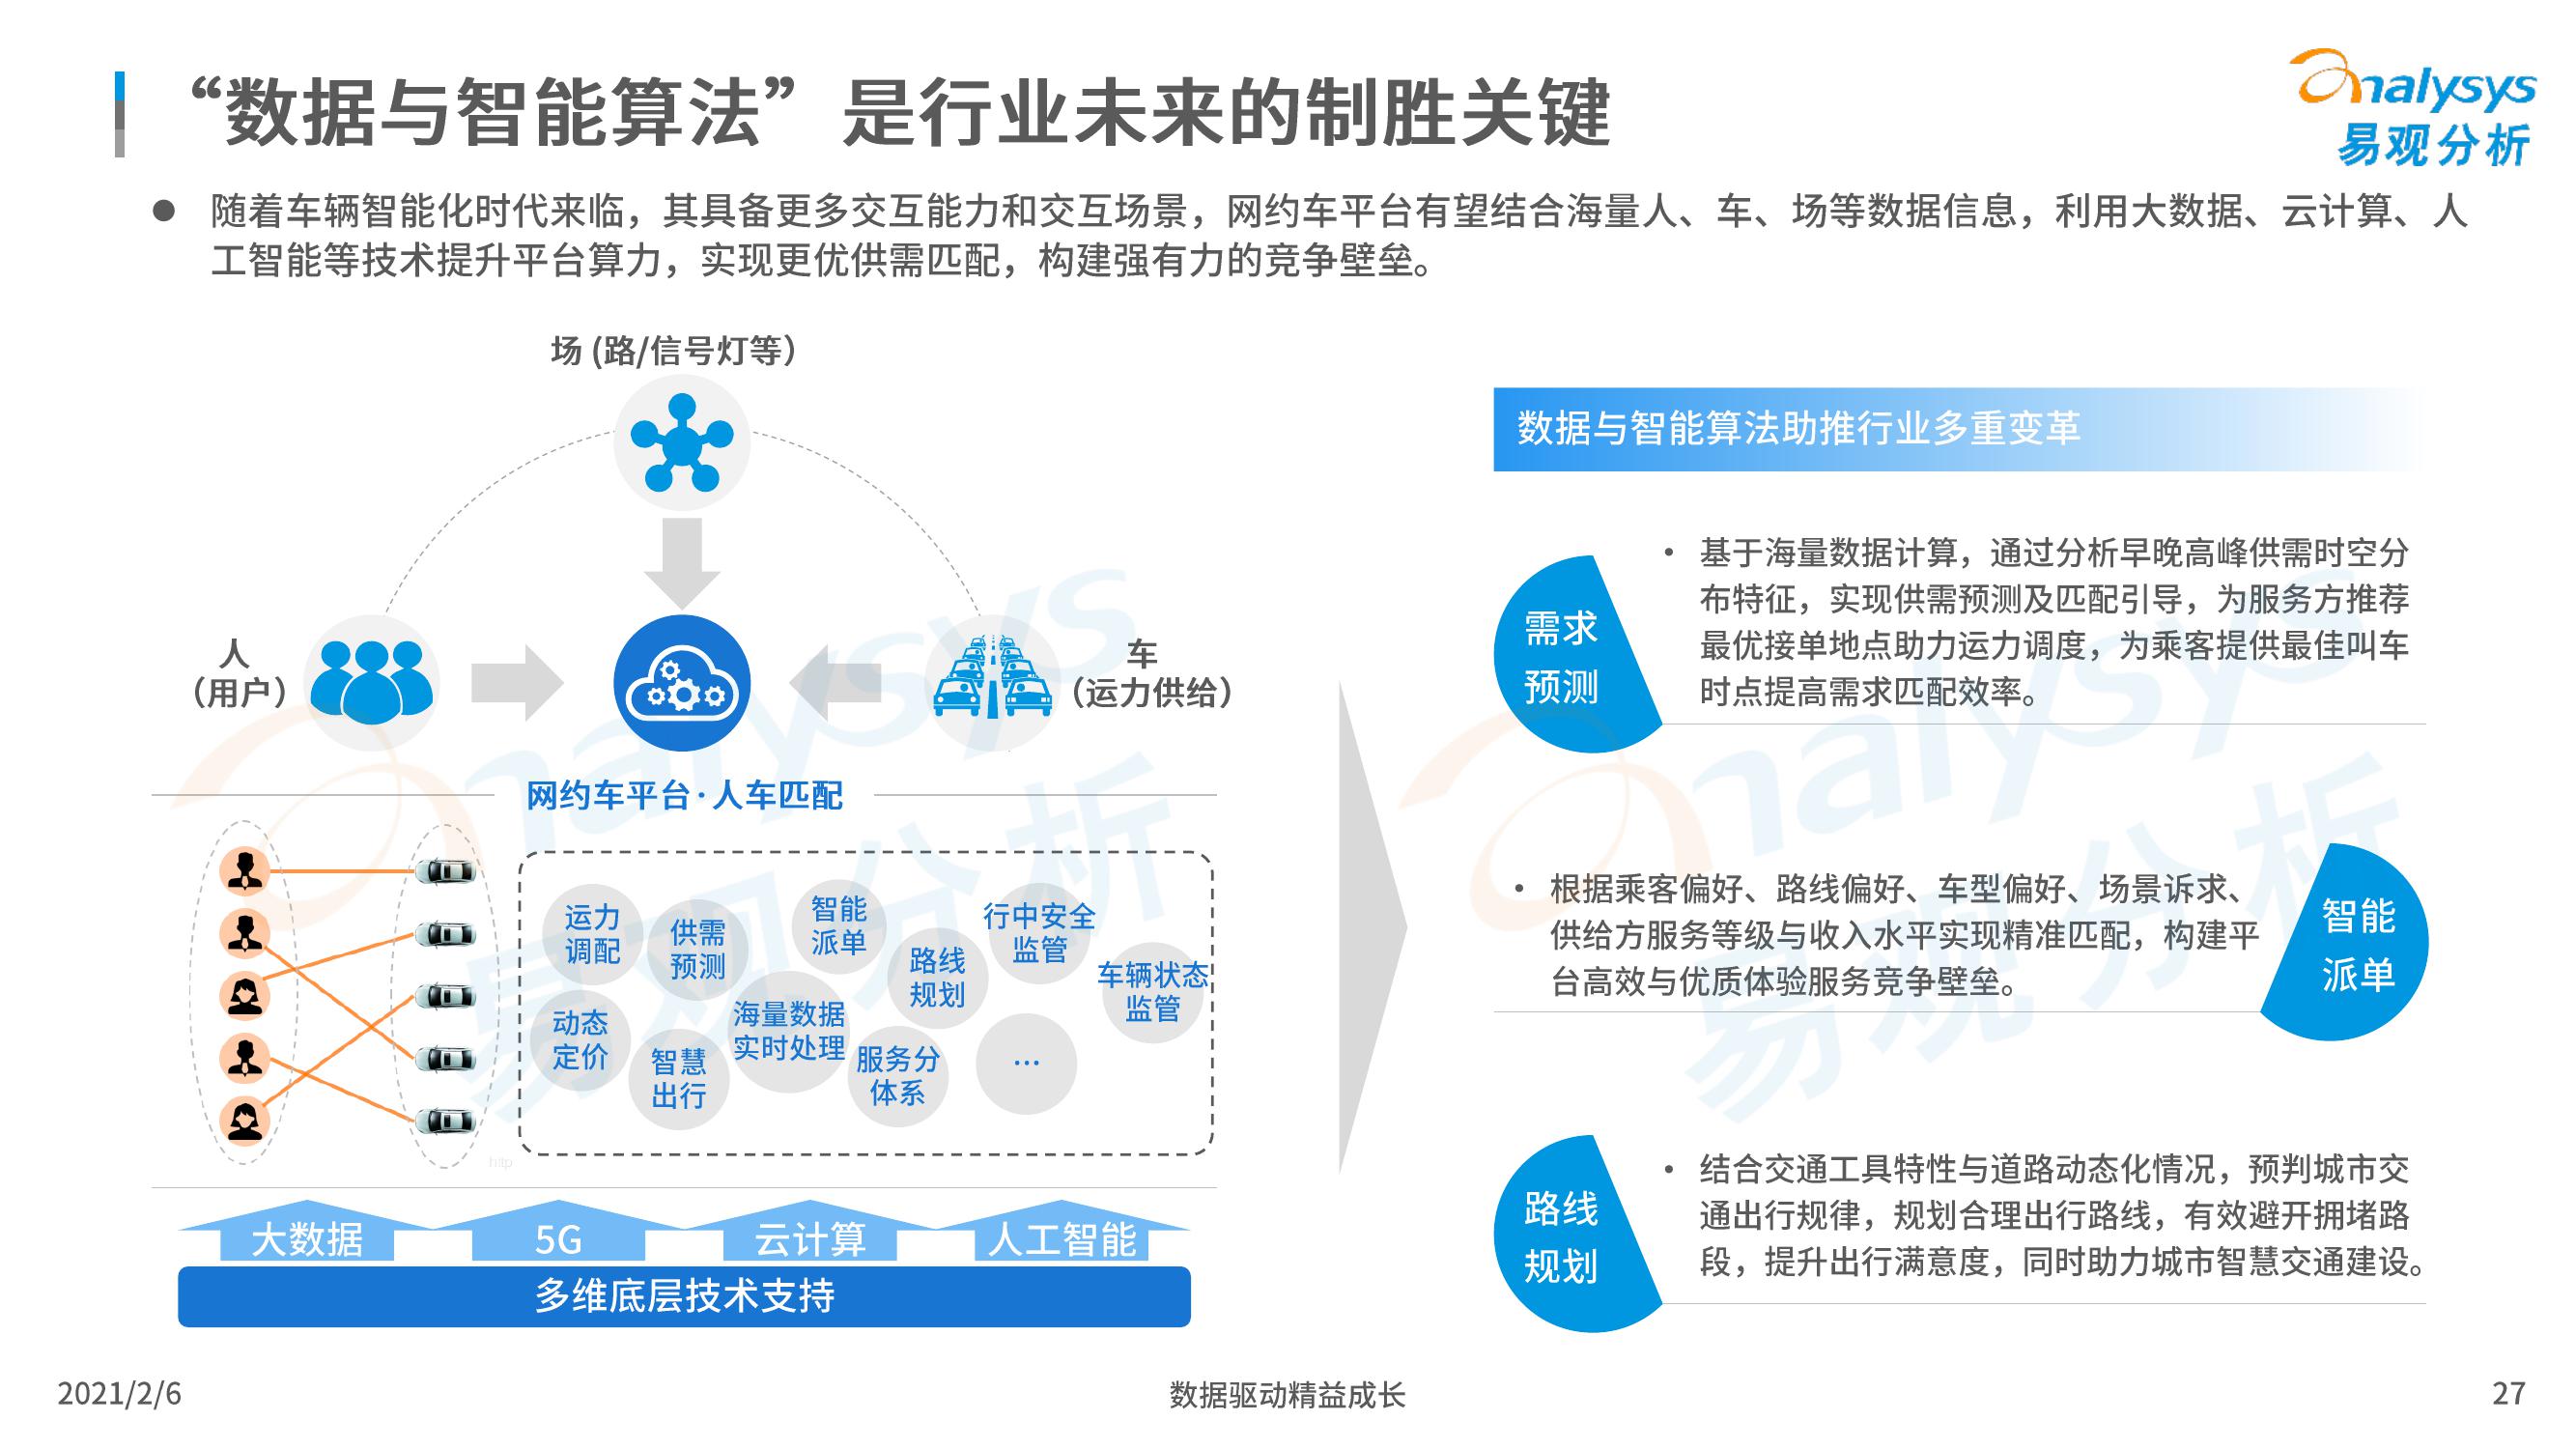 “数据与智能算法”是行业未来的制胜关键
analysys
易观分析
● 随着车辆智能化时代来临，其具备更多交互能力和交互场景，网约车平台有望结合海量人、车、场等数据信息，利用大数据、云计算、人
工智能等技术提升平台算力，实现更优供需匹配，构建强有力的竞争壁垒。
场 (路/信号灯等）
人
（用户）
车
（运力供给）
网约车平台·人车匹配
运力
调配
供需
预测
智能
派单
路线
规划
行中安全
监管
车辆状态
监管
动态
定价
智慧
出行
海量数据
实时处理
服务分
体系
...
http
大数据
5G
云计算
人工智能
多维底层技术支持
数据与智能算法助推行业多重变革
需求
预测
• 基于海量数据计算，通过分析早晚高峰供需时空分
布特征，实现供需预测及匹配引导，为服务方推荐
最优接单地点助力运力调度，为乘客提供最佳叫车
时点提高需求匹配效率。
• 根据乘客偏好、路线偏好、车型偏好、场景诉求、
供给方服务等级与收入水平实现精准匹配，构建平
台高效与优质体验服务竞争壁垒。
智能
派单
路线
规划
• 结合交通工具特性与道路动态化情况，预判城市交
通出行规律，规划合理出行路线，有效避开拥堵路
段，提升出行满意度，同时助力城市智慧交通建设。
analysys
易观分析
analysys
易观分析
2021/2/6
数据驱动精益成长
27